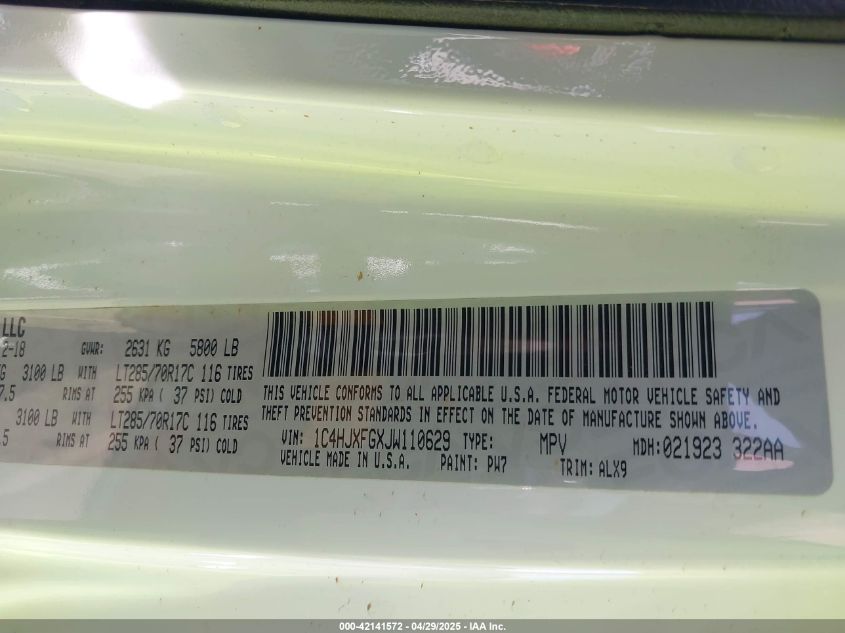 LLC
2-18 GVWR: 2631 KG 5800 LB
KG 3100 LB WITH LT285/70R17C 116 TIRES
7.5 RIMS AT 255 KPA ( 37 PSI) COLD
3100 LB WITH LT285/70R17C 116 TIRES
.5 RIMS AT 255 KPA ( 37 PSI) COLD
THIS VEHICLE CONFORMS TO ALL APPLICABLE U.S.A. FEDERAL MOTOR VEHICLE SAFETY AND
THEFT PREVENTION STANDARDS IN EFFECT ON THE DATE OF MANUFACTURE SHOWN ABOVE.
VIN: 1C4HJXFGXJW110629 TYPE: MPV MDH:021923 322AA
VEHICLE MADE IN U.S.A. PAINT: PW7 TRIM: ALX9
000-42141572 - 04/29/2025 - IAA Inc.